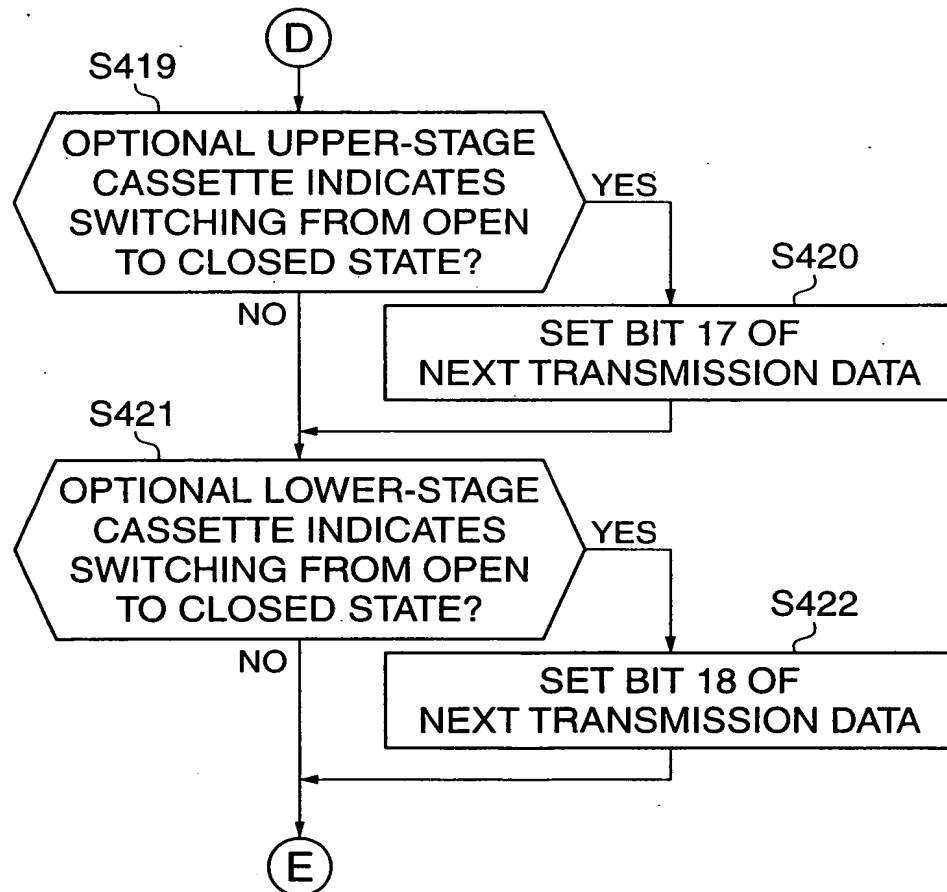 D
S419
OPTIONAL UPPER-STAGE
CASSETTE INDICATES
SWITCHING FROM OPEN
TO CLOSED STATE?
YES
NO
S420
SET BIT 17 OF
NEXT TRANSMISSION DATA
S421
OPTIONAL LOWER-STAGE
CASSETTE INDICATES
SWITCHING FROM OPEN
TO CLOSED STATE?
YES
NO
S422
SET BIT 18 OF
NEXT TRANSMISSION DATA
E